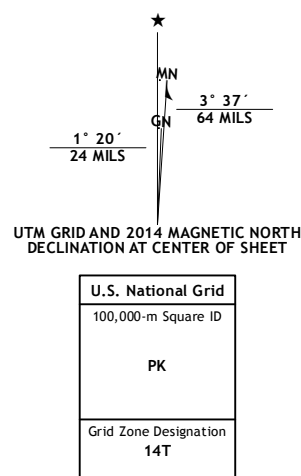 ★
MN
3° 37´
64 MILS
GN
1° 20´
24 MILS
UTM GRID AND 2014 MAGNETIC NORTH
DECLINATION AT CENTER OF SHEET
U.S. National Grid
100,000-m Square ID
PK
Grid Zone Designation
14T